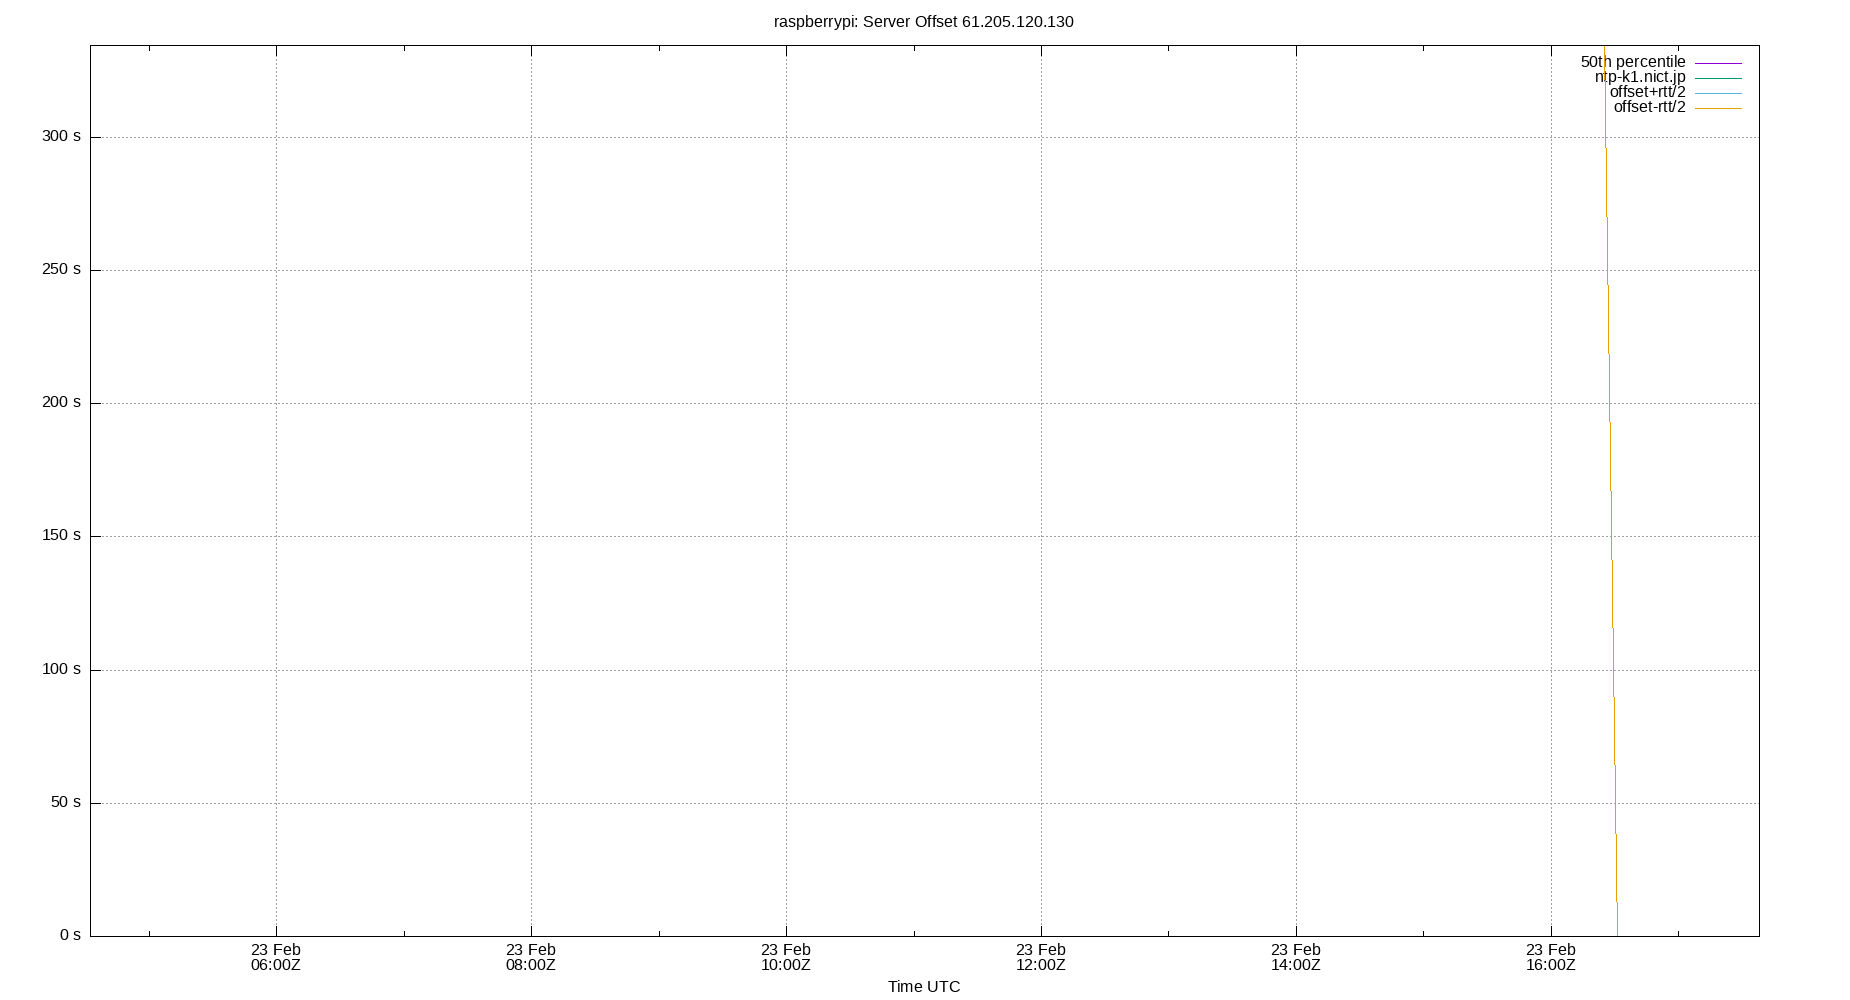 raspberrypi: Server Offset 61.205.120.130
50th percentile
ntp-k1.nict.jp
offset+rtt/2
offset-rtt/2
300 s
250 s
200 s
150 s
100 s
50 s
0 s
23 Feb 23 Feb 23 Feb 23 Feb 23 Feb 23 Feb
06:00Z 08:00Z 10:00Z 12:00Z 14:00Z 16:00Z
Time UTC